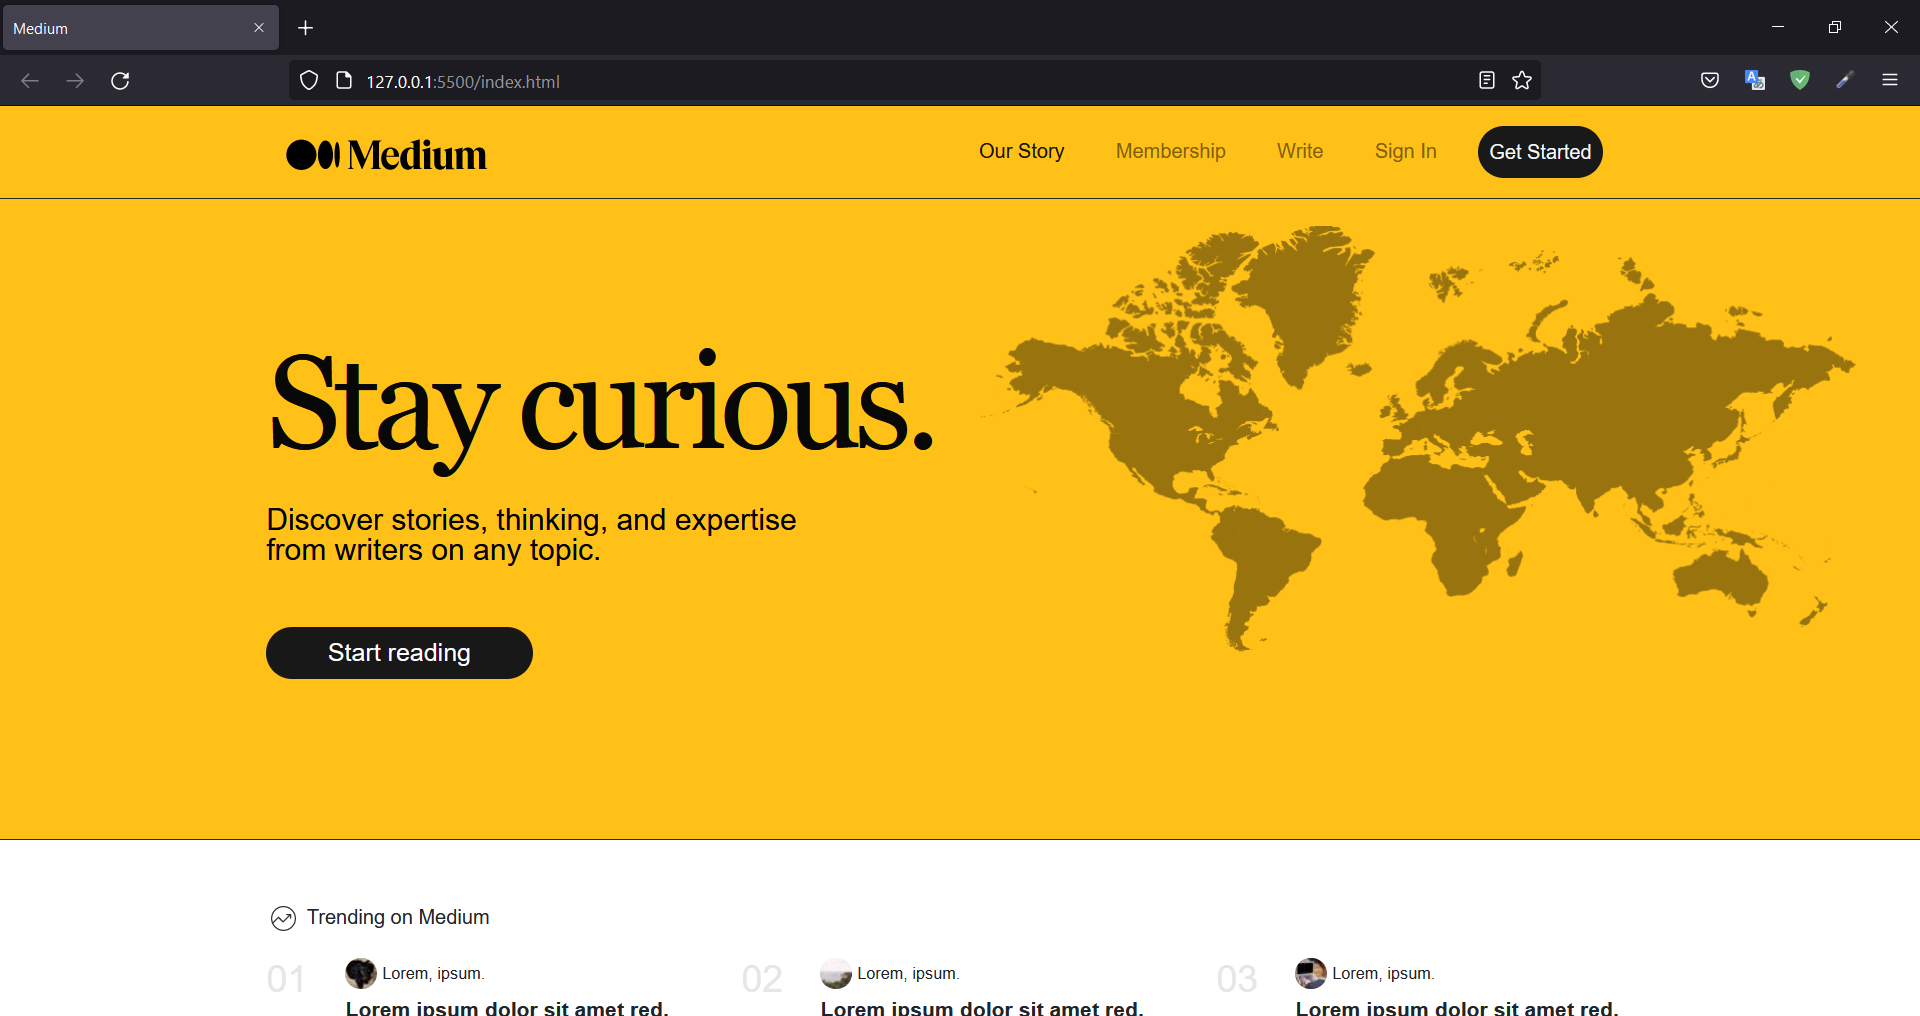 Medium
127.0.0.1:5500/index.html
Medium
Our Story
Membership
Write
Sign In
Get Started
Stay curious.
Discover stories, thinking, and expertise
from writers on any topic.
Start reading
Trending on Medium
01
Lorem, ipsum.
Lorem ipsum dolor sit amet red.
02
Lorem, ipsum.
Lorem ipsum dolor sit amet red.
03
Lorem, ipsum.
Lorem ipsum dolor sit amet red.